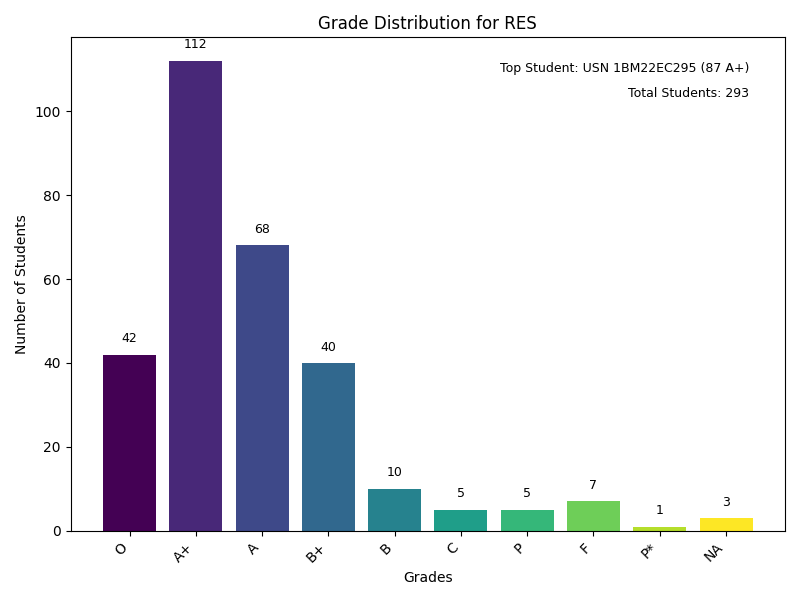 Grade Distribution for RES
Top Student: USN 1BM22EC295 (87 A+)
Total Students: 293
Number of Students
100
80
60
40
20
0
42
112
68
40
10
5
5
7
1
3
O
A+
A
B+
B
C
P
F
P*
NA
Grades